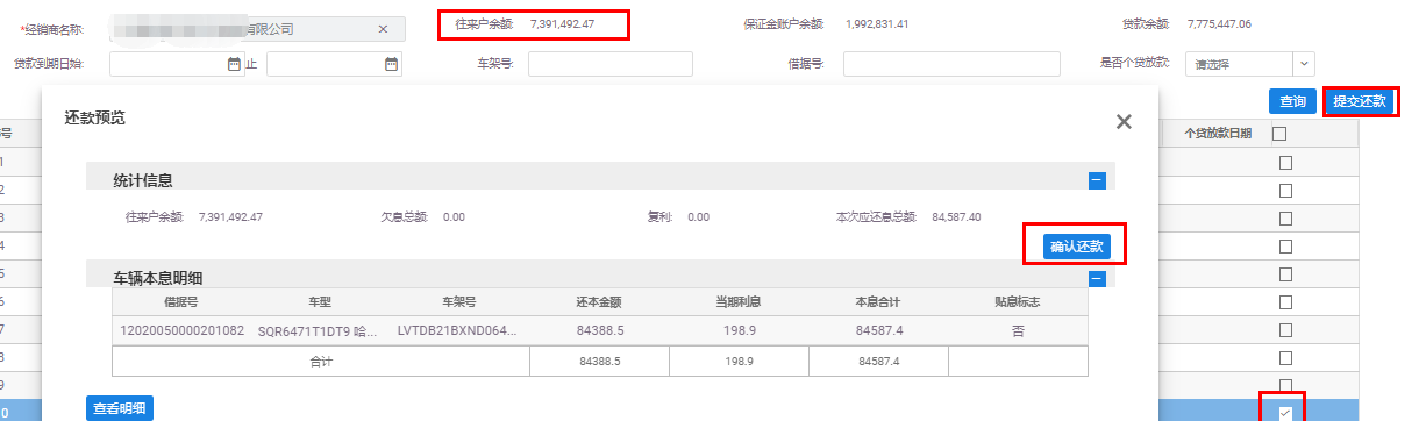 *经销商名称: 有限公司 × 往来户余额: 7,391,492.47 保证金账户余额: 1,992,831.41 贷款余额: 7,775,447.06
贷款到期日始: 止 车架号: 借据号: 是否个贷放款: 请选择
查询 提交还款
还款预览
号 个贷放款日期
1
统计信息
2
往来户余额: 7,391,492.47 欠息总额: 0.00 复利: 0.00 本次应还息总额: 84,587.40
3
确认还款
4
车辆本息明细
5
借据号 车型 车架号 还本金额 当期利息 本息合计 贴息标志
6
12020050000201082 SQR6471T1DT9 哈... LVTDB21BXND064... 84388.5 198.9 84587.4 否
7
合计 84388.5 198.9 84587.4
8
9
查看明细
0